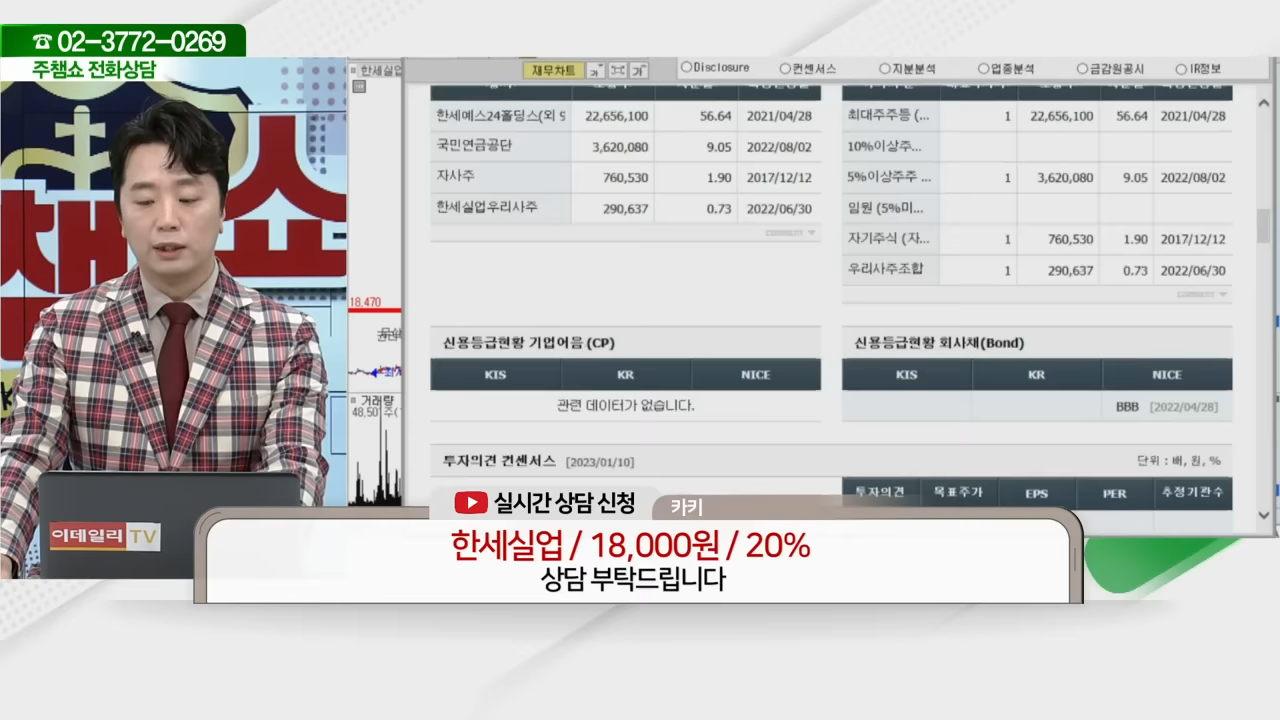 ☎ 02-3772-0269
주챔쇼 전화상담
한세실업
재무차트
Disclosure 컨센서스 지분분석 업종분석 금감원공시 IR정보
한세예스24홀딩스(외 9 22,656,100 56.64 2021/04/28
국민연금공단 3,620,080 9.05 2022/08/02
자사주 760,530 1.90 2017/12/12
한세실업우리사주 290,637 0.73 2022/06/30
최대주주등 (... 1 22,656,100 56.64 2021/04/28
10%이상주...
5%이상주주 ... 1 3,620,080 9.05 2022/08/02
임원 (5%미...
자기주식 (자... 1 760,530 1.90 2017/12/12
우리사주조합 1 290,637 0.73 2022/06/30
18,470
거래량
신용등급현황 기업어음(CP)
KIS KR NICE
관련 데이터가 없습니다.
신용등급현황 회사채(Bond)
KIS KR NICE
BBB [2022/04/28]
투자의견 컨센서스 [2023/01/10]
단위 : 배, 원, %
투자의견 목표주가 EPS PER 추정기관수
쇼
이데일리 TV
실시간 상담 신청
카키
한세실업 / 18,000원 / 20%
상담 부탁드립니다